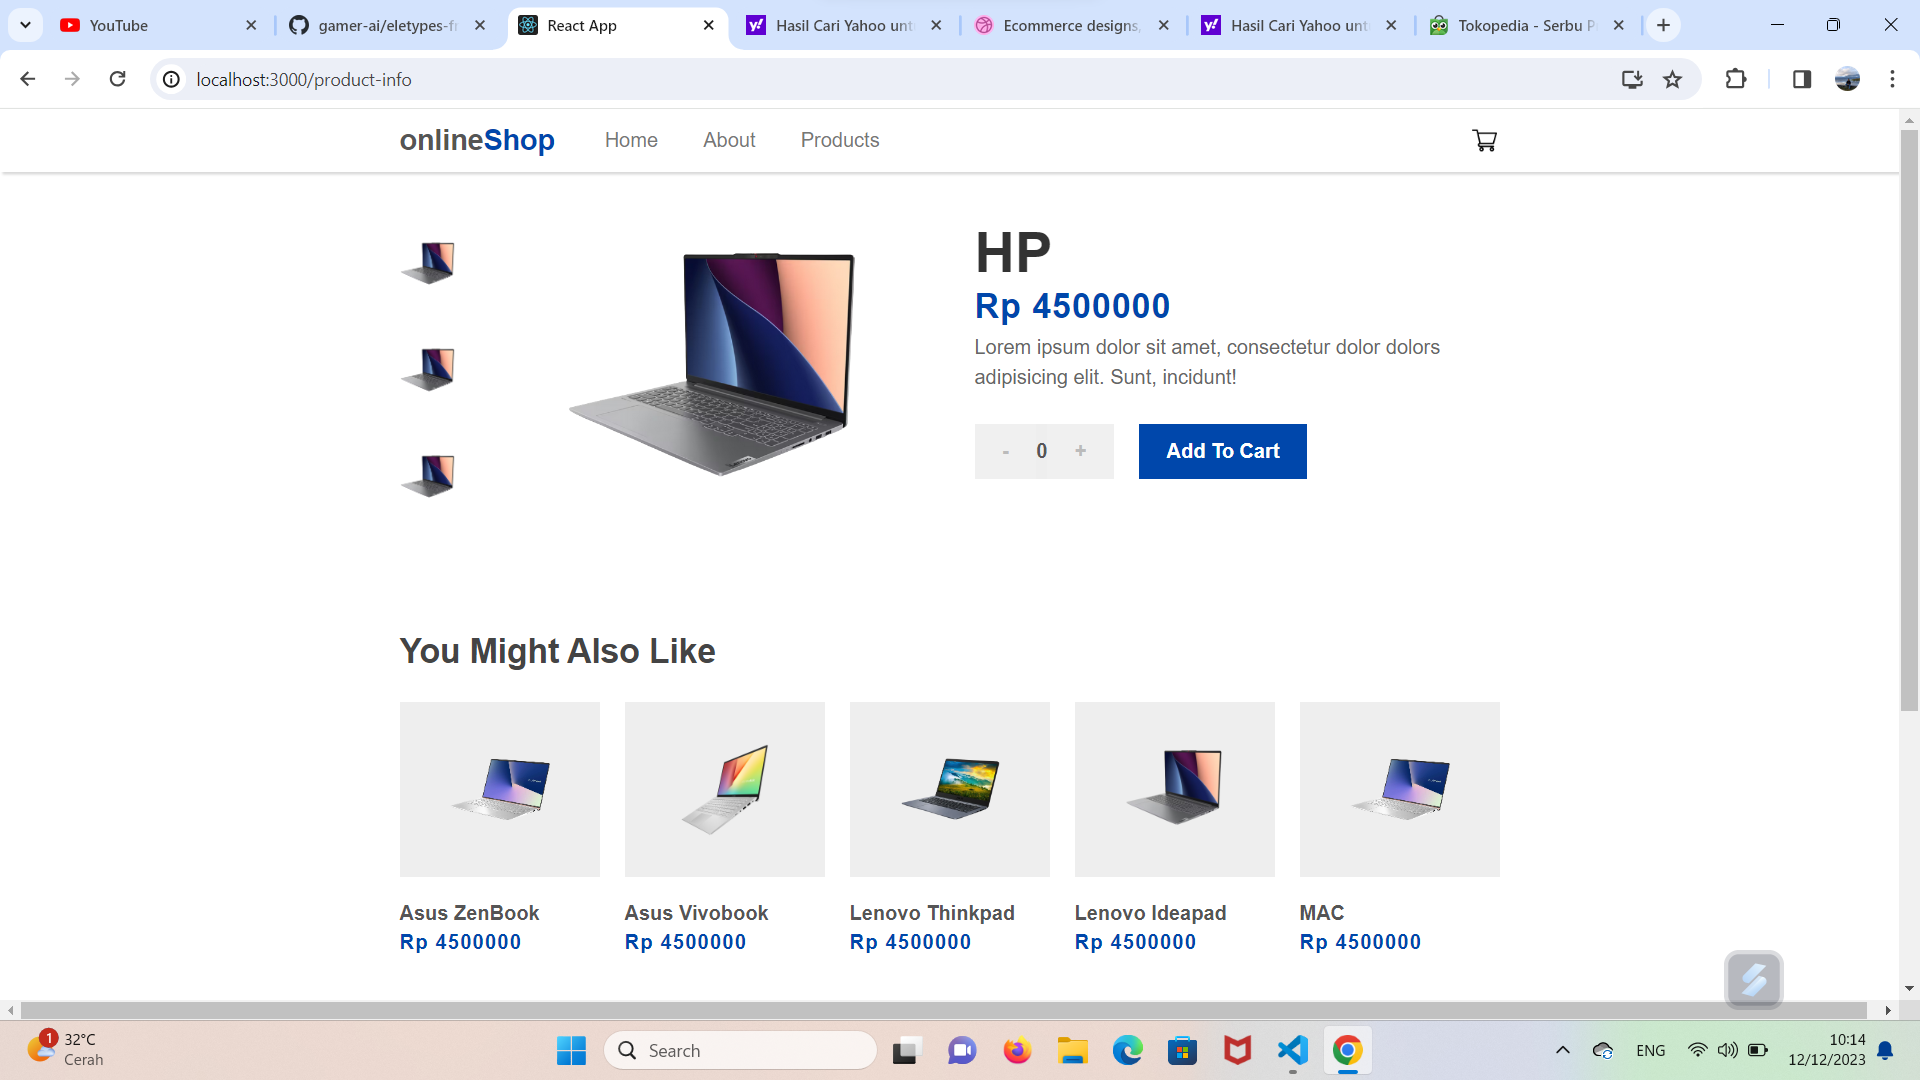 YouTube
gamer-ai/eletypes-fr
React App
Hasil Cari Yahoo unt
Ecommerce designs,
Hasil Cari Yahoo unt
Tokopedia - Serbu P
localhost:3000/product-info
onlineShop
Home
About
Products
HP
Rp 4500000
Lorem ipsum dolor sit amet, consectetur dolor dolors
adipisicing elit. Sunt, incidunt!
- 0 +
Add To Cart
You Might Also Like
Asus ZenBook
Rp 4500000
Asus Vivobook
Rp 4500000
Lenovo Thinkpad
Rp 4500000
Lenovo Ideapad
Rp 4500000
MAC
Rp 4500000
1
32°C
Cerah
Search
ENG
10:14
12/12/2023